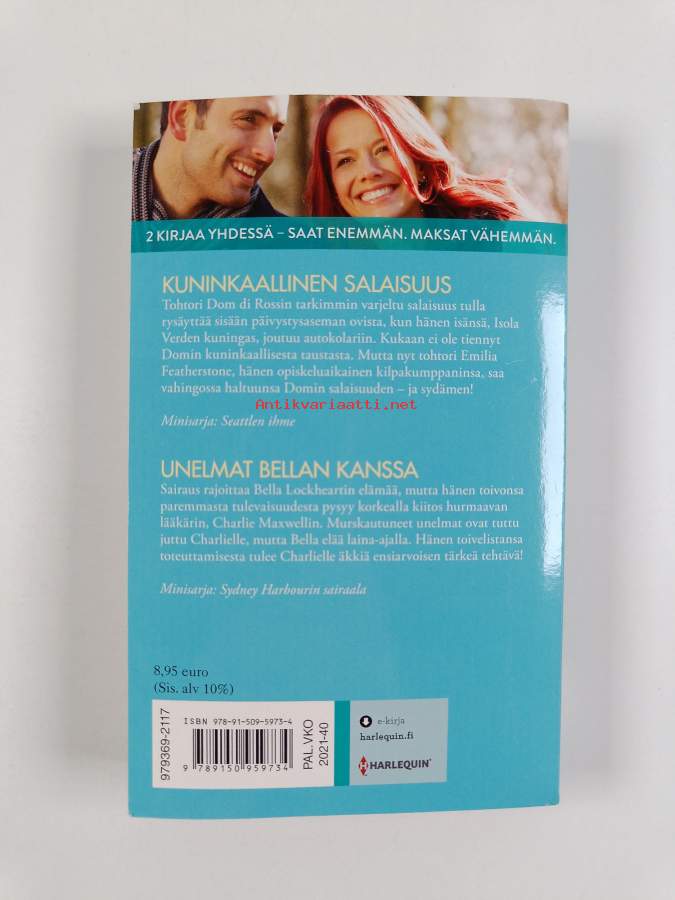 2 KIRJAA YHDESSÄ – SAAT ENEMMÄN. MAKSAT VÄHEMMÄN.
KUNINKAALLINEN SALAISUUS
Tohtori Dom di Rossin tarkimmin varjeltu salaisuus tulla
rysäyttää sisään päivystysaseman ovista, kun hänen isänsä, Isola
Verden kuningas, joutuu autokolariin. Kukaan ei ole tiennyt
Domin kuninkaallisesta taustasta. Mutta nyt tohtori Emilia
Featherstone, hänen opiskeluaikainen kilpakumppaninsa, saa
vahingossa haltuunsa Domin salaisuuden – ja sydämen!
Antikvariaatti.net
Minisarja: Seattlen ihme
UNELMAT BELLAN KANSSA
Sairaus rajoittaa Bella Lockheartin elämää, mutta hänen toivonsa
paremmasta tulevaisuudesta pysyy korkealla kiitos hurmaavan
lääkärin, Charlie Maxwellin. Murskautuneet unelmat ovat tuttu
juttu Charlielle, mutta Bella elää laina-ajalla. Hänen toivelistansa
toteuttamisesta tulee Charlielle äkkiä ensiarvoisen tärkeä tehtävä!
Minisarja: Sydney Harbourin sairaala
8,95 euro
(Sis. alv 10%)
979369-2117
ISBN 978-91-509-5973-4
9 789150 959734
PAL.VKO
2021-40
e-kirja
harlequin.fi
HARLEQUIN®